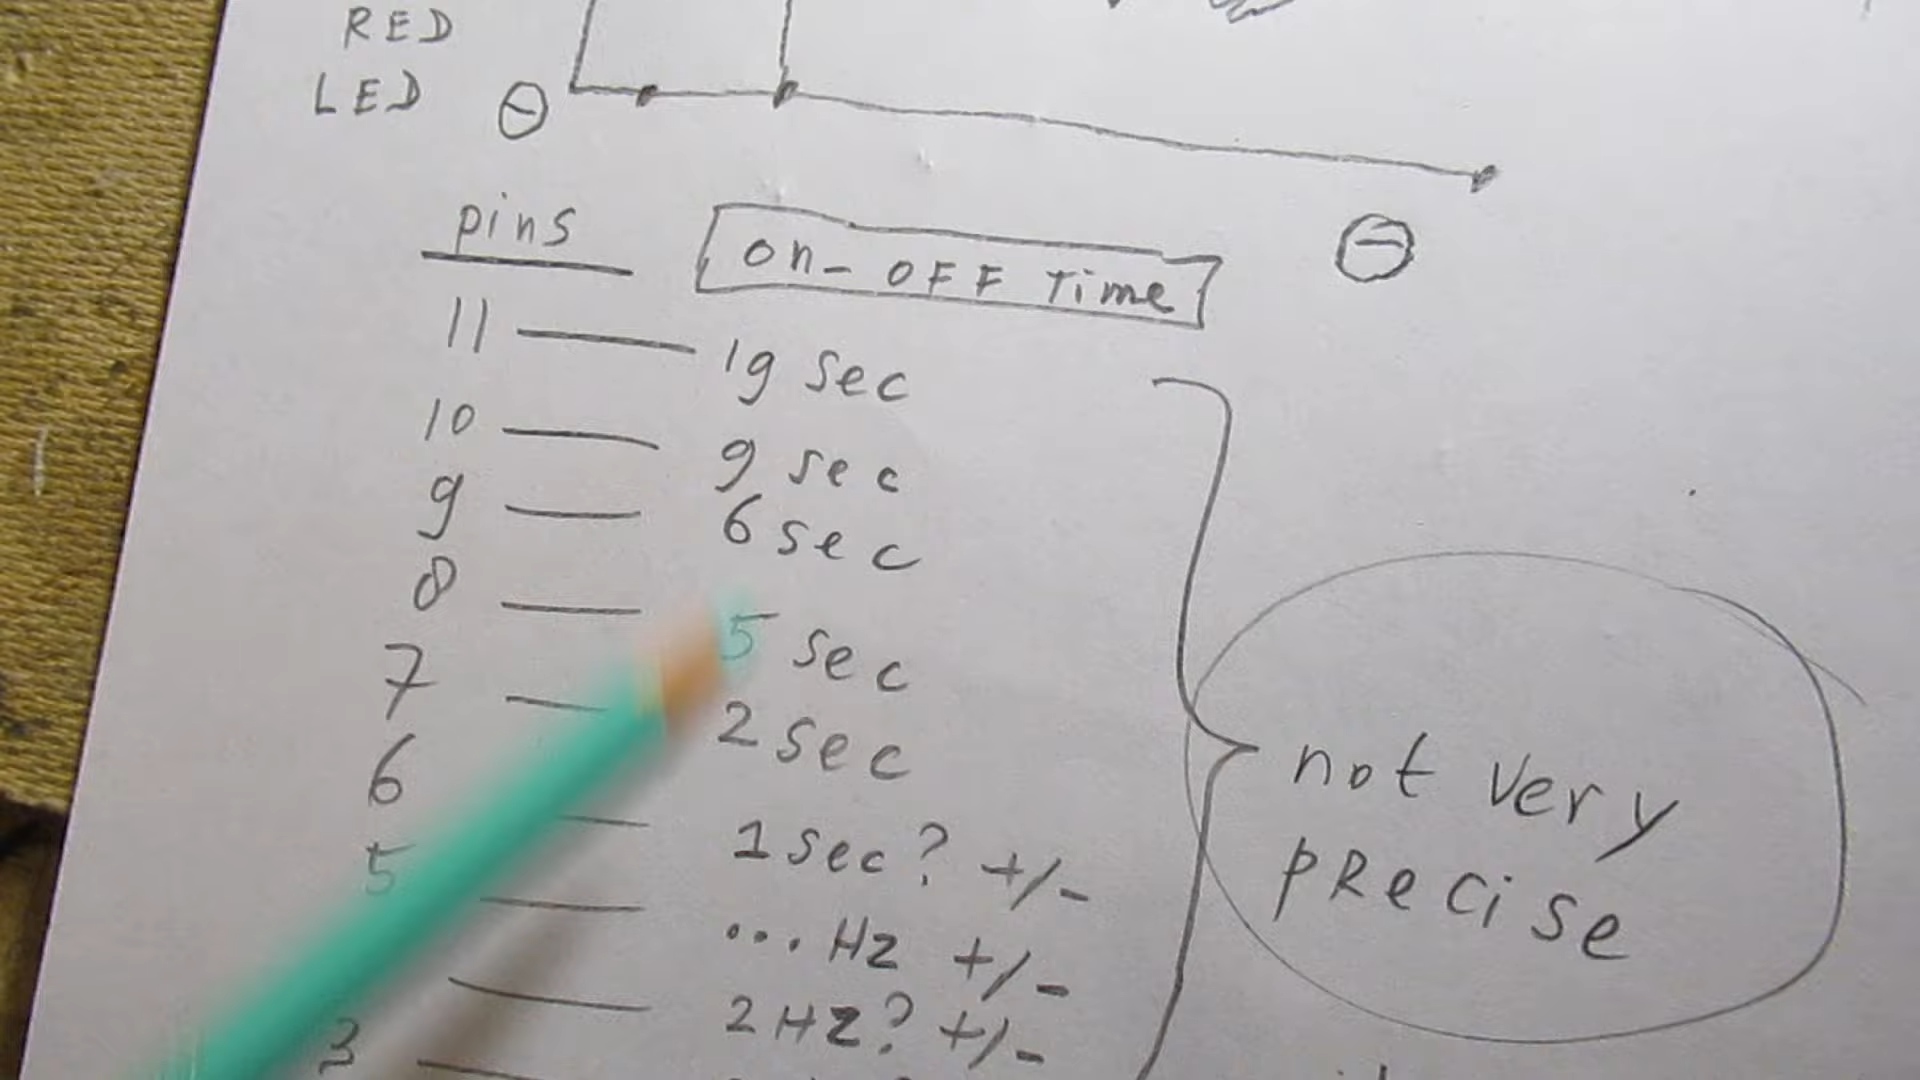 RED
LED ⊖
pins
on- OFF Time
⊖
11 — 19 sec
10 — 9 sec
9 — 6 sec
8 — 5 sec
7 — 2 sec
6 — 1 sec? +/-
5 — ... Hz +/-
— 2 Hz? +/-
3 —
not very
precise